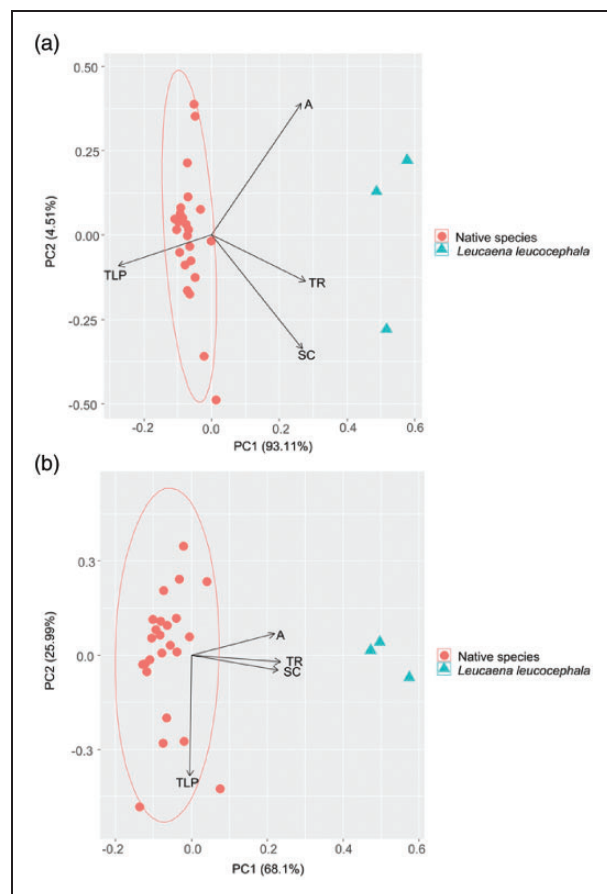 (a)
0.50
0.25
0.00
-0.25
-0.50
PC2 (4.51%)
A
TLP
TR
SC
-0.2
0.0
0.2
0.4
0.6
PC1 (93.11%)
Native species
Leucaena leucocephala
(b)
0.3
0.0
-0.3
PC2 (25.99%)
A
TR
SC
TLP
-0.2
0.0
0.2
0.4
0.6
PC1 (68.1%)
Native species
Leucaena leucocephala